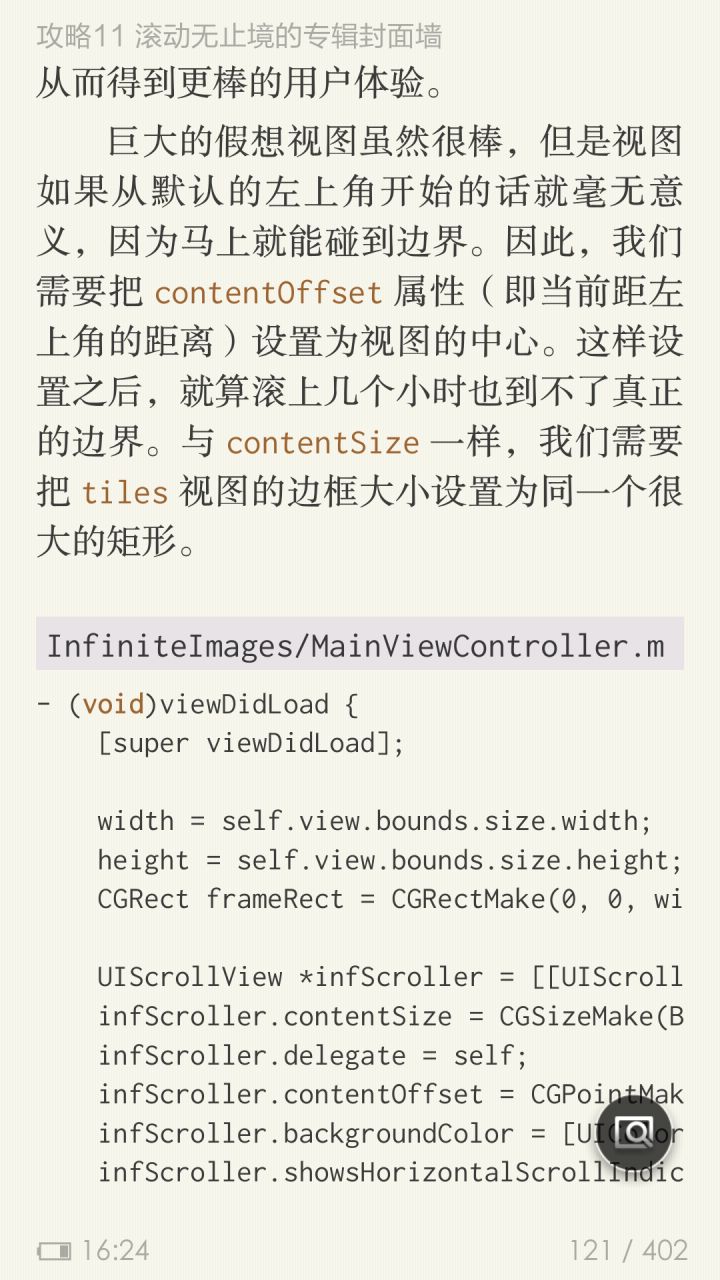 攻略11 滚动无止境的专辑封面墙
从而得到更棒的用户体验。
巨大的假想视图虽然很棒，但是视图
如果从默认的左上角开始的话就毫无意
义，因为马上就能碰到边界。因此，我们
需要把 contentOffset 属性（即当前距左
上角的距离）设置为视图的中心。这样设
置之后，就算滚上几个小时也到不了真正
的边界。与 contentSize 一样，我们需要
把 tiles 视图的边框大小设置为同一个很
大的矩形。
InfiniteImages/MainViewController.m
- (void)viewDidLoad {
[super viewDidLoad];
width = self.view.bounds.size.width;
height = self.view.bounds.size.height;
CGRect frameRect = CGRectMake(0, 0, wi
UIScrollView *infScroller = [[UIScroll
infScroller.contentSize = CGSizeMake(B
infScroller.delegate = self;
infScroller.contentOffset = CGPointMak
infScroller.backgroundColor = [UIColor
infScroller.showsHorizontalScrollIndic
16:24
121 / 402